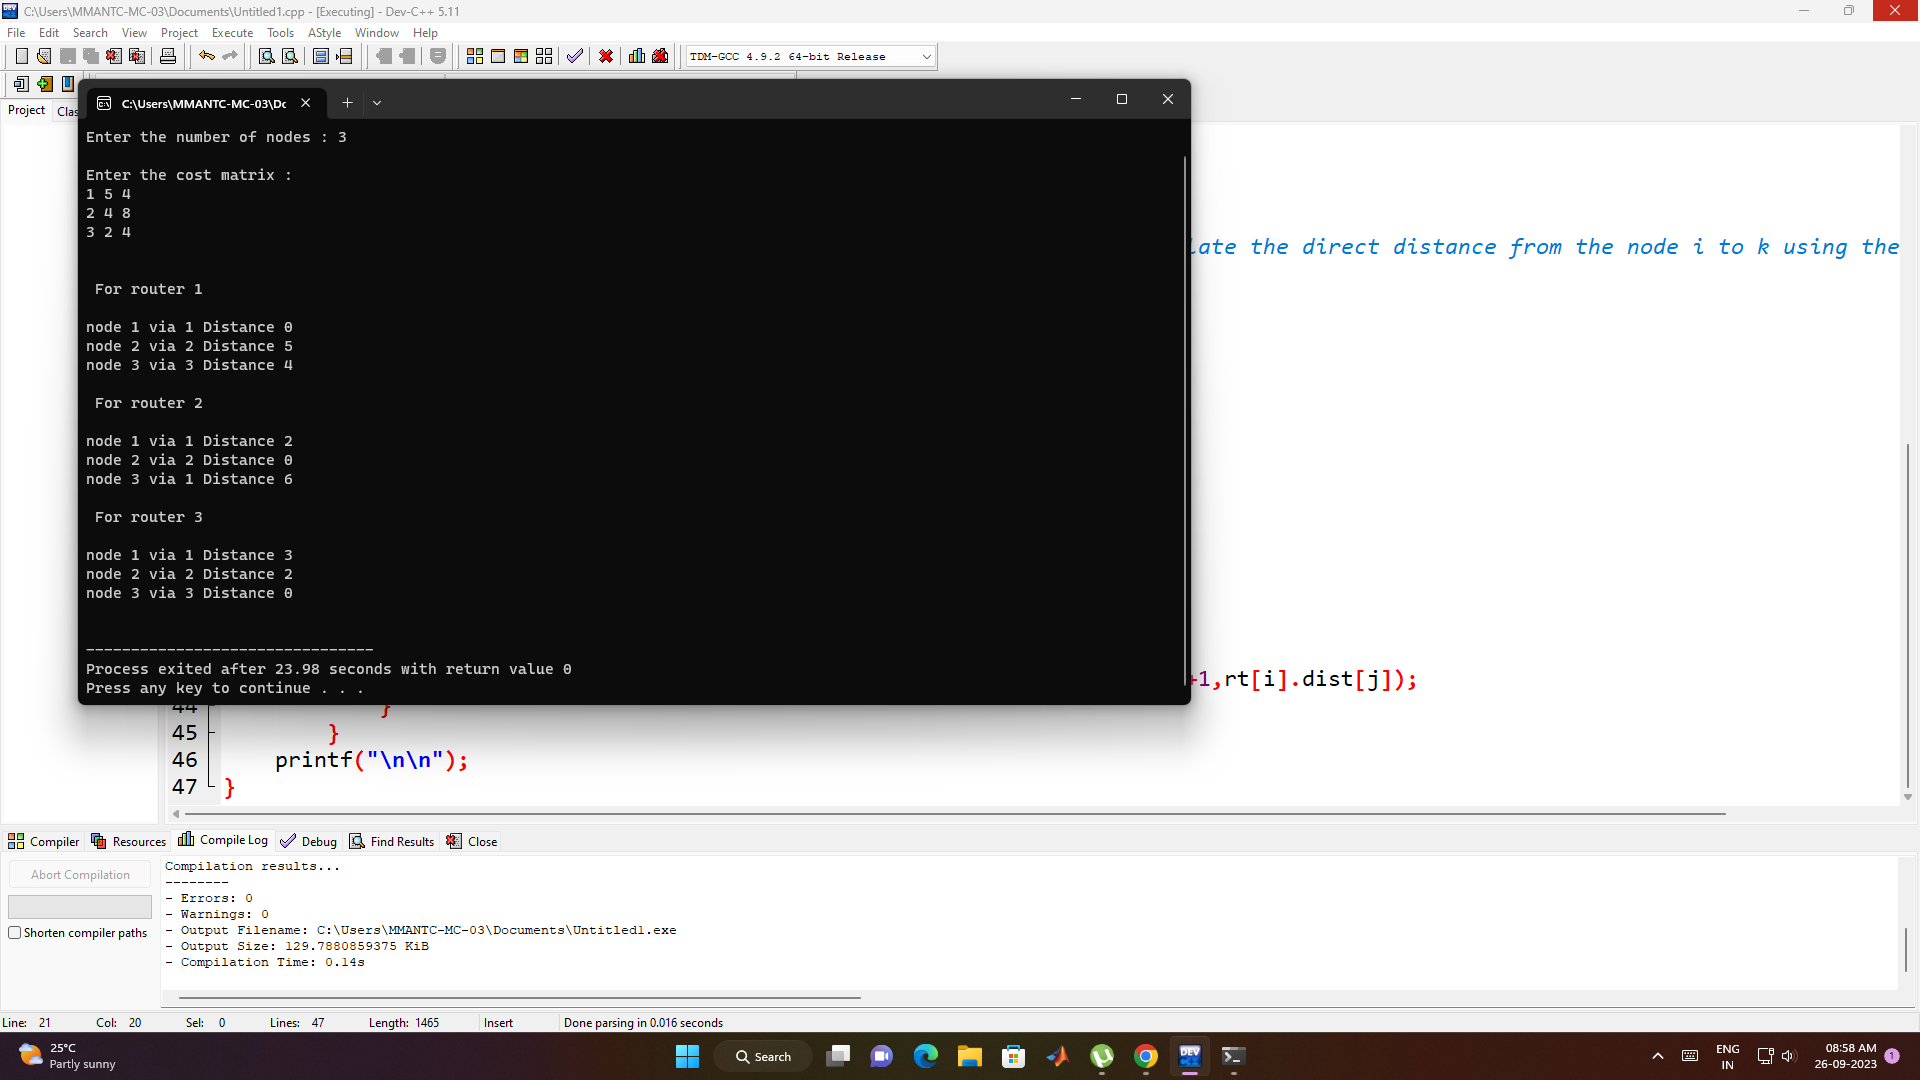 C:\Users\MMANTC-MC-03\Documents\Untitled1.cpp - [Executing] - Dev-C++ 5.11
File Edit Search View Project Execute Tools AStyle Window Help
TDM-GCC 4.9.2 64-bit Release
Project
C:\Users\MMANTC-MC-03\Dc
Enter the number of nodes : 3
Enter the cost matrix :
1 5 4
2 4 8
3 2 4
For router 1
node 1 via 1 Distance 0
node 2 via 2 Distance 5
node 3 via 3 Distance 4
For router 2
node 1 via 1 Distance 2
node 2 via 2 Distance 0
node 3 via 1 Distance 6
For router 3
node 1 via 1 Distance 3
node 2 via 2 Distance 2
node 3 via 3 Distance 0
--------------------------------
Process exited after 23.98 seconds with return value 0
Press any key to continue . . .
late the direct distance from the node i to k using the
+1,rt[i].dist[j]);
44 }
45 }
46 printf("\n\n");
47 }
Compiler Resources Compile Log Debug Find Results Close
Abort Compilation
Shorten compiler paths
Compilation results...
--------
- Errors: 0
- Warnings: 0
- Output Filename: C:\Users\MMANTC-MC-03\Documents\Untitled1.exe
- Output Size: 129.7880859375 KiB
- Compilation Time: 0.14s
Line: 21 Col: 20 Sel: 0 Lines: 47 Length: 1465 Insert Done parsing in 0.016 seconds
25°C
Partly sunny
Search
DEV
ENG
IN
08:58 AM
26-09-2023
1